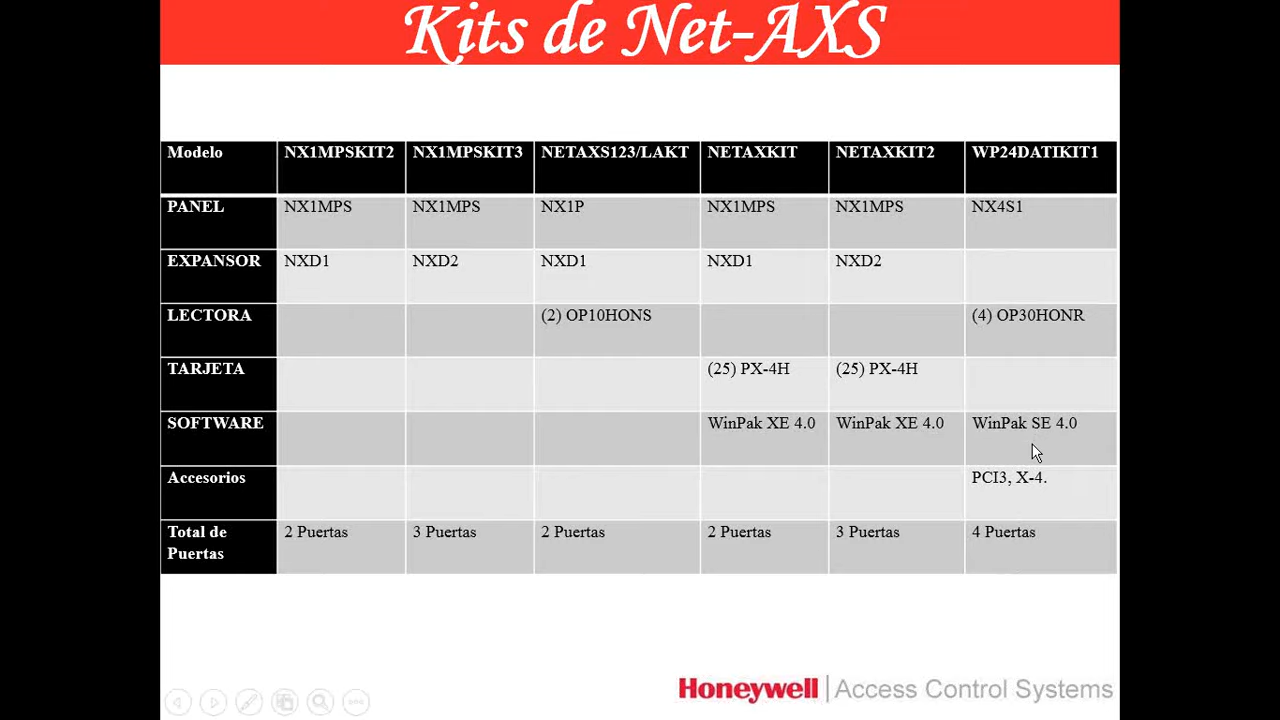 Kits de Net-AXS
Modelo NX1MPSKIT2 NX1MPSKIT3 NETAXS123/LAKT NETAXKIT NETAXKIT2 WP24DATIKIT1
PANEL NX1MPS NX1MPS NX1P NX1MPS NX1MPS NX4S1
EXPANSOR NXD1 NXD2 NXD1 NXD1 NXD2
LECTORA (2) OP10HONS (4) OP30HONR
TARJETA (25) PX-4H (25) PX-4H
SOFTWARE WinPak XE 4.0 WinPak XE 4.0 WinPak SE 4.0
Accesorios PCI3, X-4.
Total de Puertas 2 Puertas 3 Puertas 2 Puertas 2 Puertas 3 Puertas 4 Puertas
Honeywell | Access Control Systems